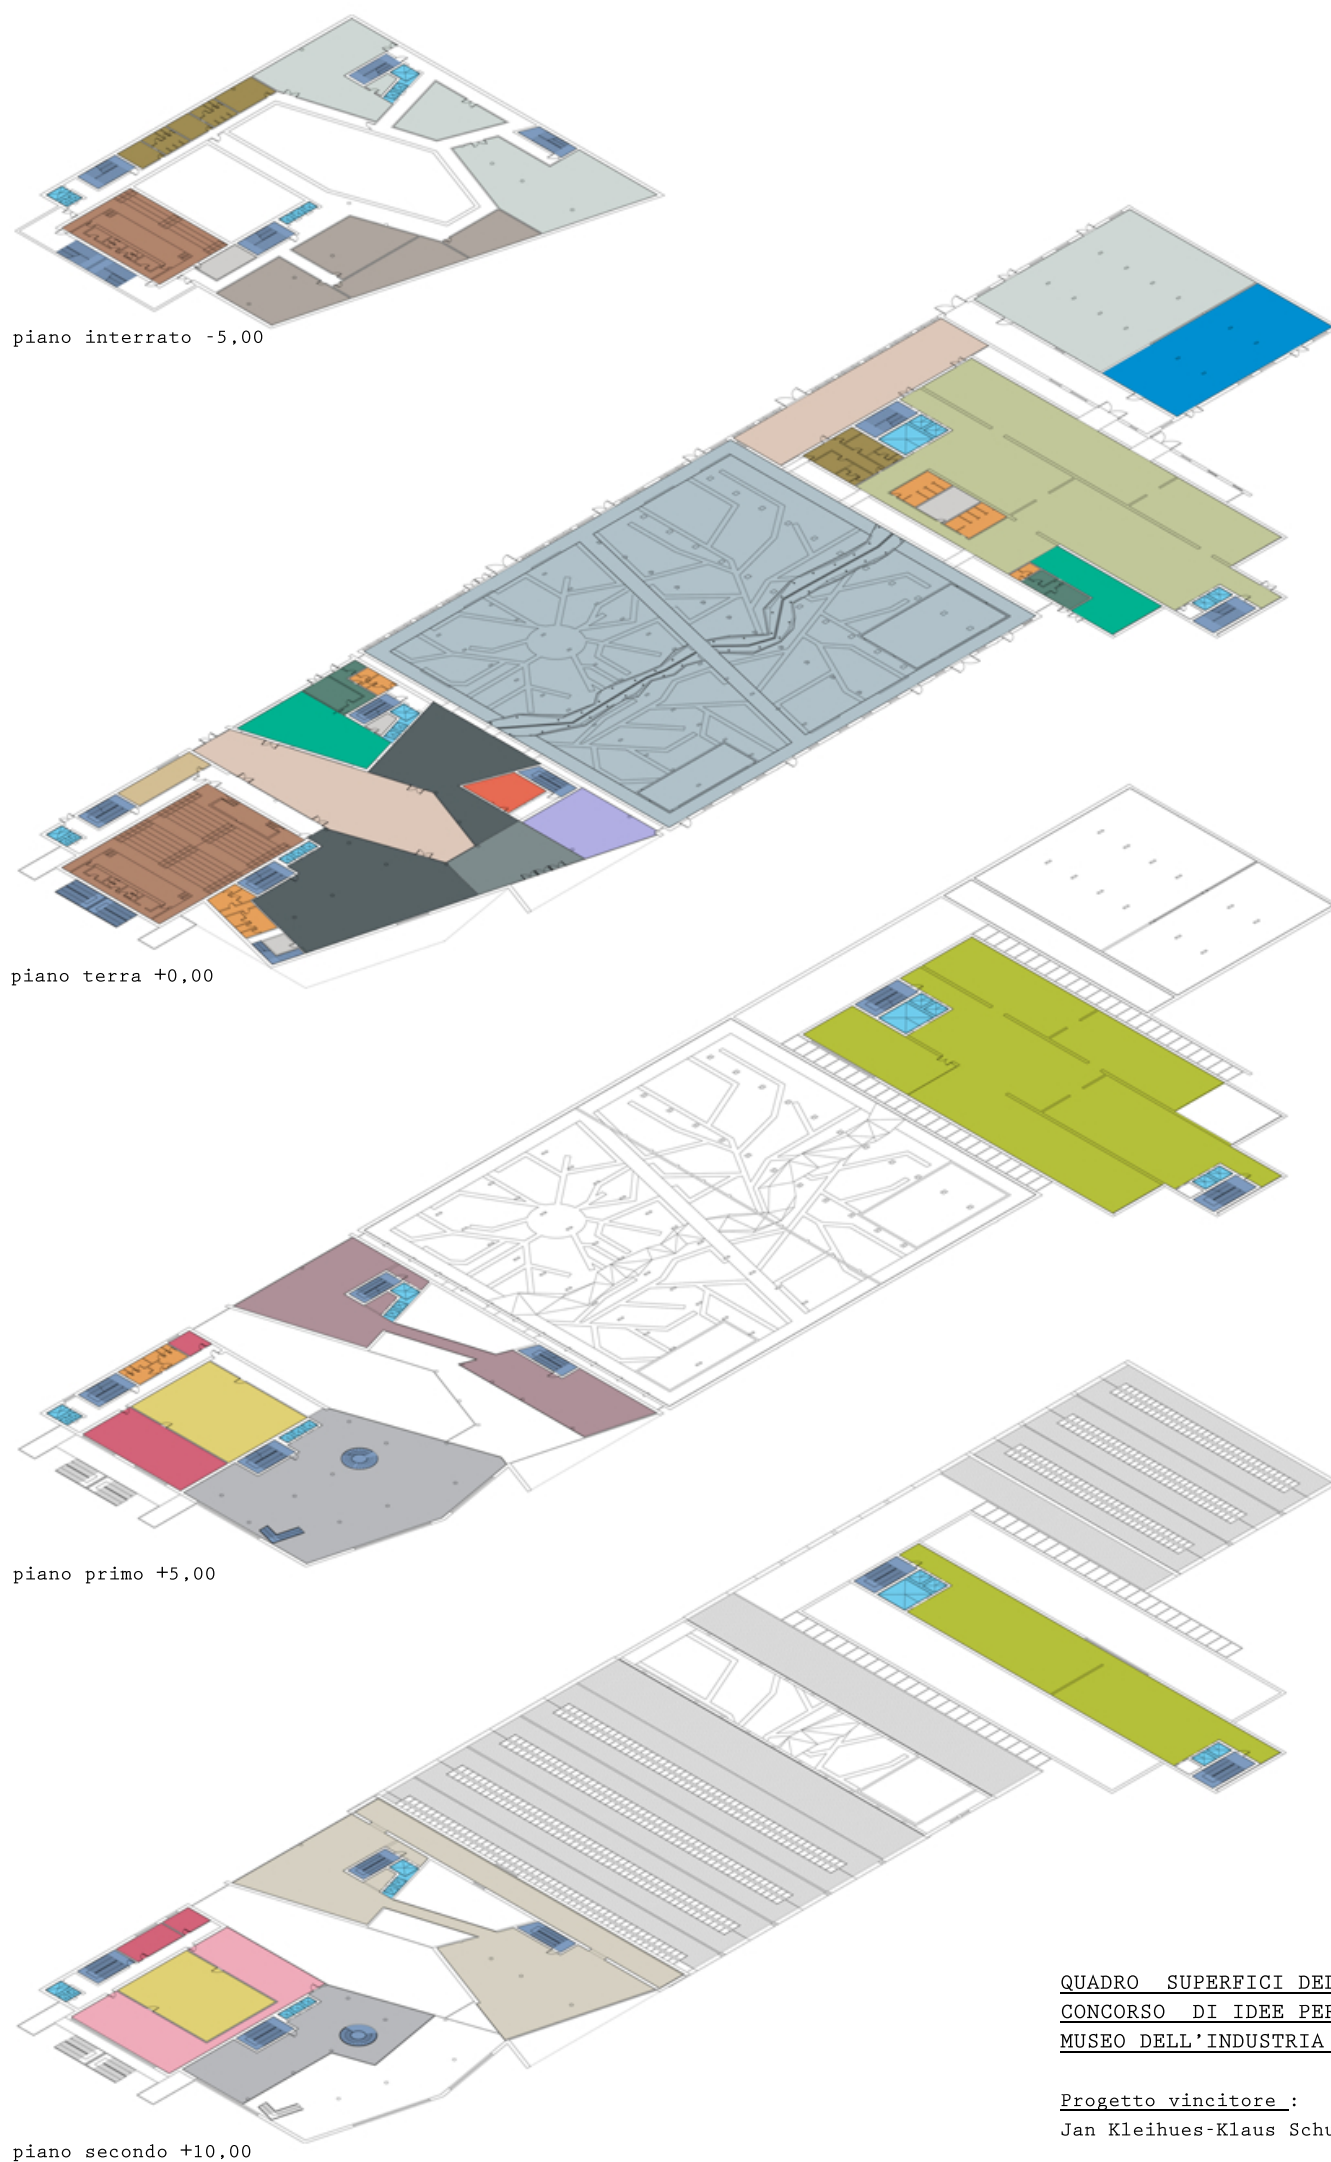 piano interrato -5,00
piano terra +0,00
piano primo +5,00
QUADRO SUPERFICI
CONCORSO DI IDEE
MUSEO DELL'INDUSTRIA
Progetto vincitore :
Jan Kleihues-Klaus
piano secondo +10,00